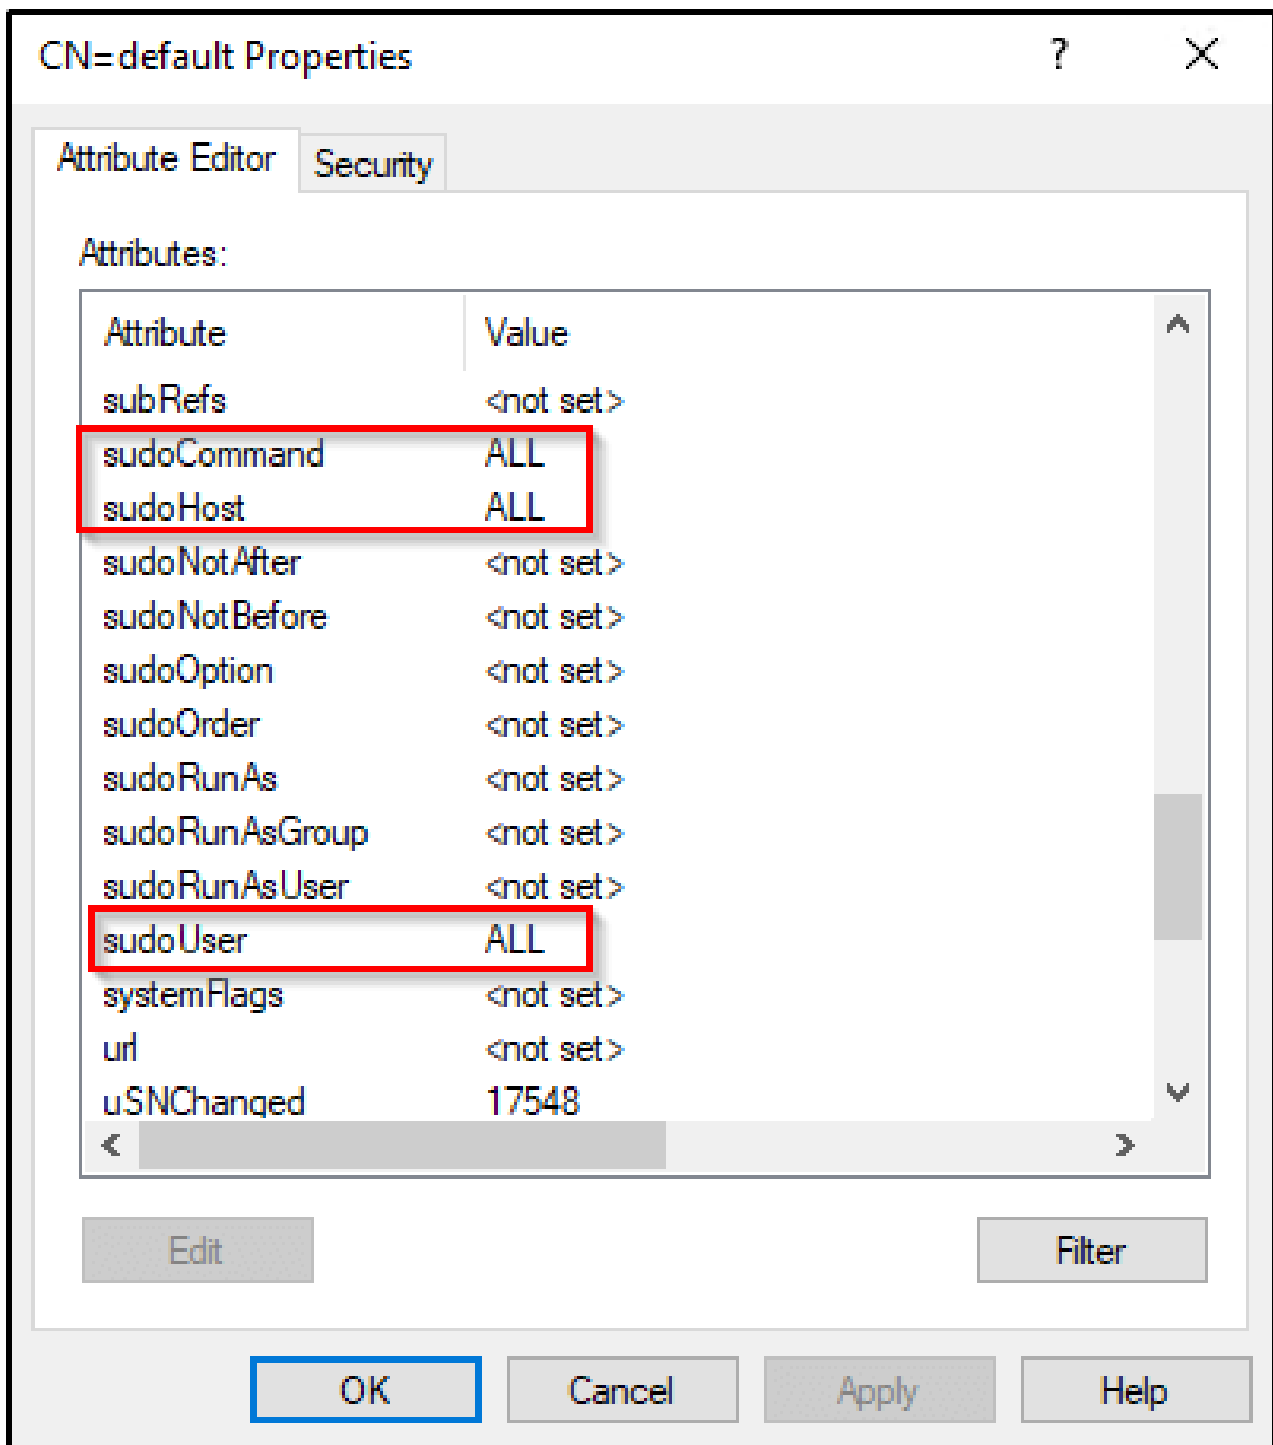 CN=default Properties ?
Attribute Editor Security
Attributes:
Attribute Value
subRefs <not set>
sudoCommand ALL
sudoHost ALL
sudoNotAfter <not set>
sudoNotBefore <not set>
sudoOption <not set>
sudoOrder <not set>
sudoRunAs <not set>
sudoRunAsGroup <not set>
sudoRunAsUser <not set>
sudoUser ALL
systemFlags <not set>
url <not set>
uSNChanged 17548
Edit Filter
OK Cancel Apply Help